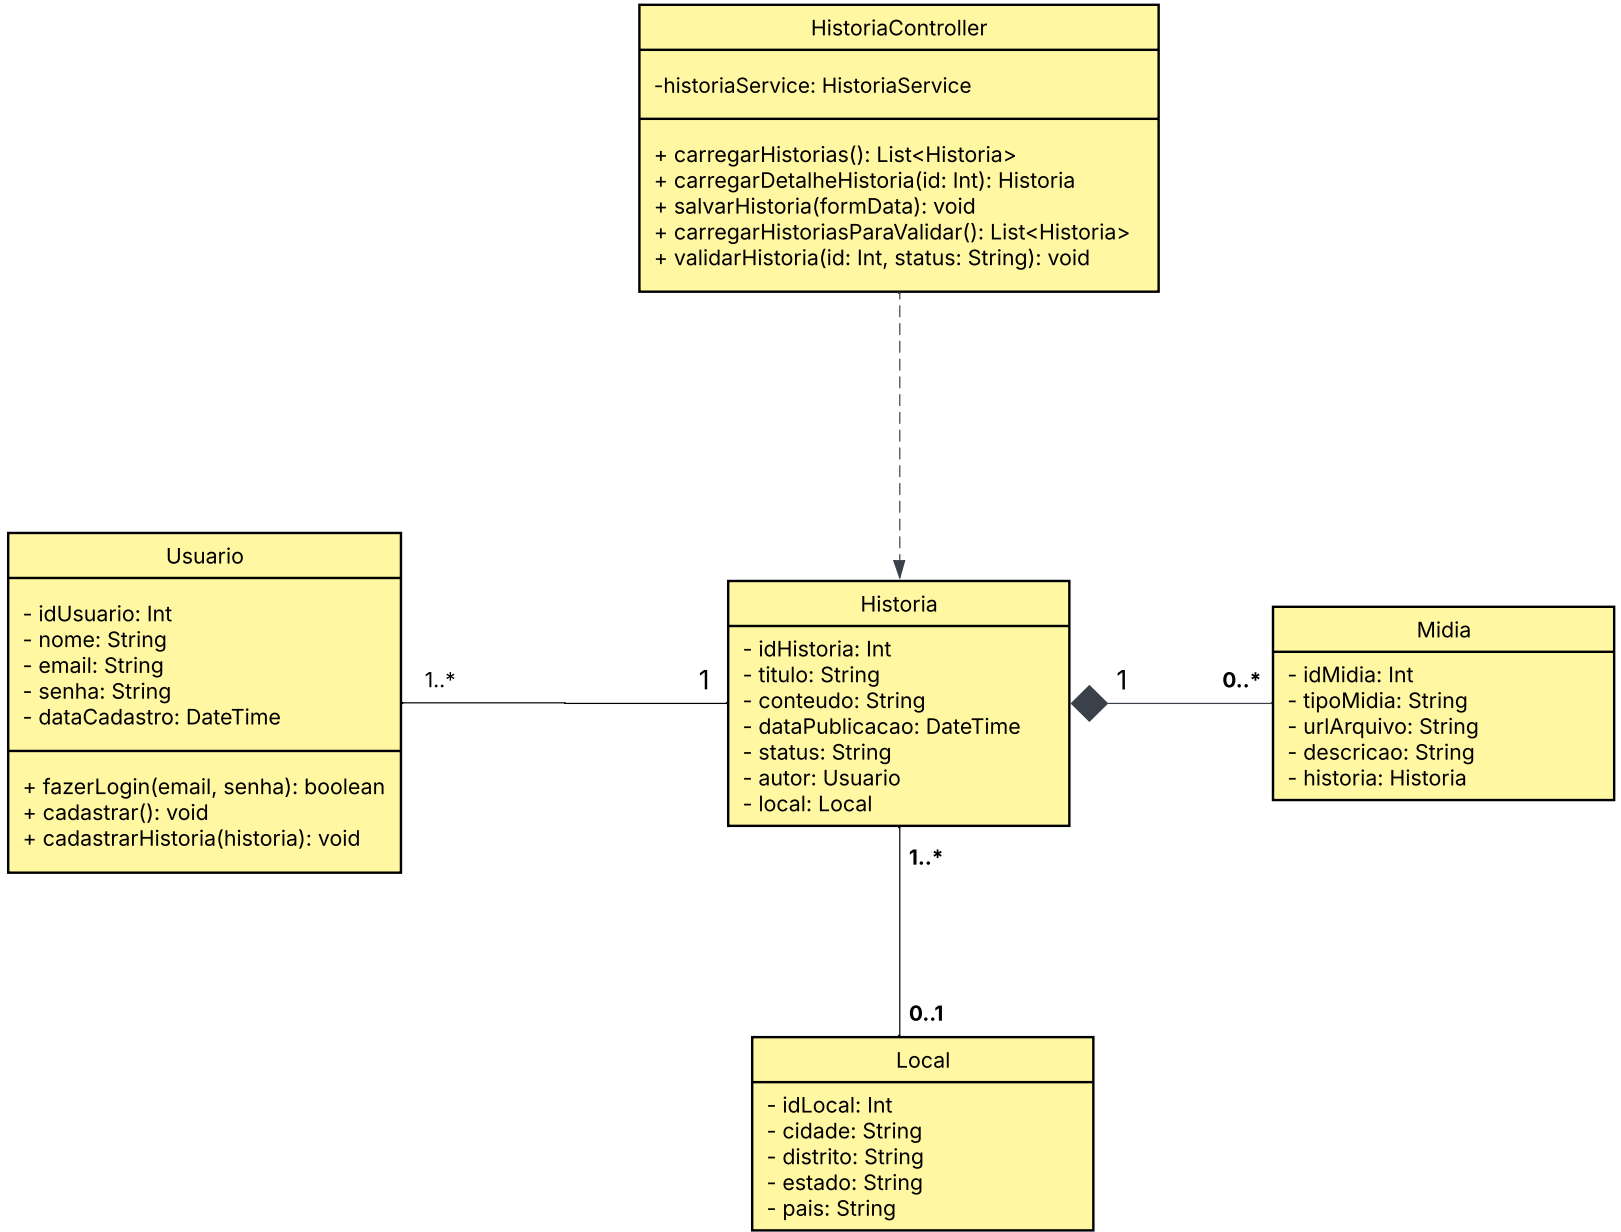 HistoriaController
-historiaService: HistoriaService
+ carregarHistorias(): List<Historia>
+ carregarDetalheHistoria(id: Int): Historia
+ salvarHistoria(formData): void
+ carregarHistoriasParaValidar(): List<Historia>
+ validarHistoria(id: Int, status: String): void
Usuario
- idUsuario: Int
- nome: String
- email: String
- senha: String
- dataCadastro: DateTime
+ fazerLogin(email, senha): boolean
+ cadastrar(): void
+ cadastrarHistoria(historia): void
1..*
1
Historia
- idHistoria: Int
- titulo: String
- conteudo: String
- dataPublicacao: DateTime
- status: String
- autor: Usuario
- local: Local
1
0..*
Midia
- idMidia: Int
- tipoMidia: String
- urlArquivo: String
- descricao: String
- historia: Historia
1..*
0..1
Local
- idLocal: Int
- cidade: String
- distrito: String
- estado: String
- pais: String